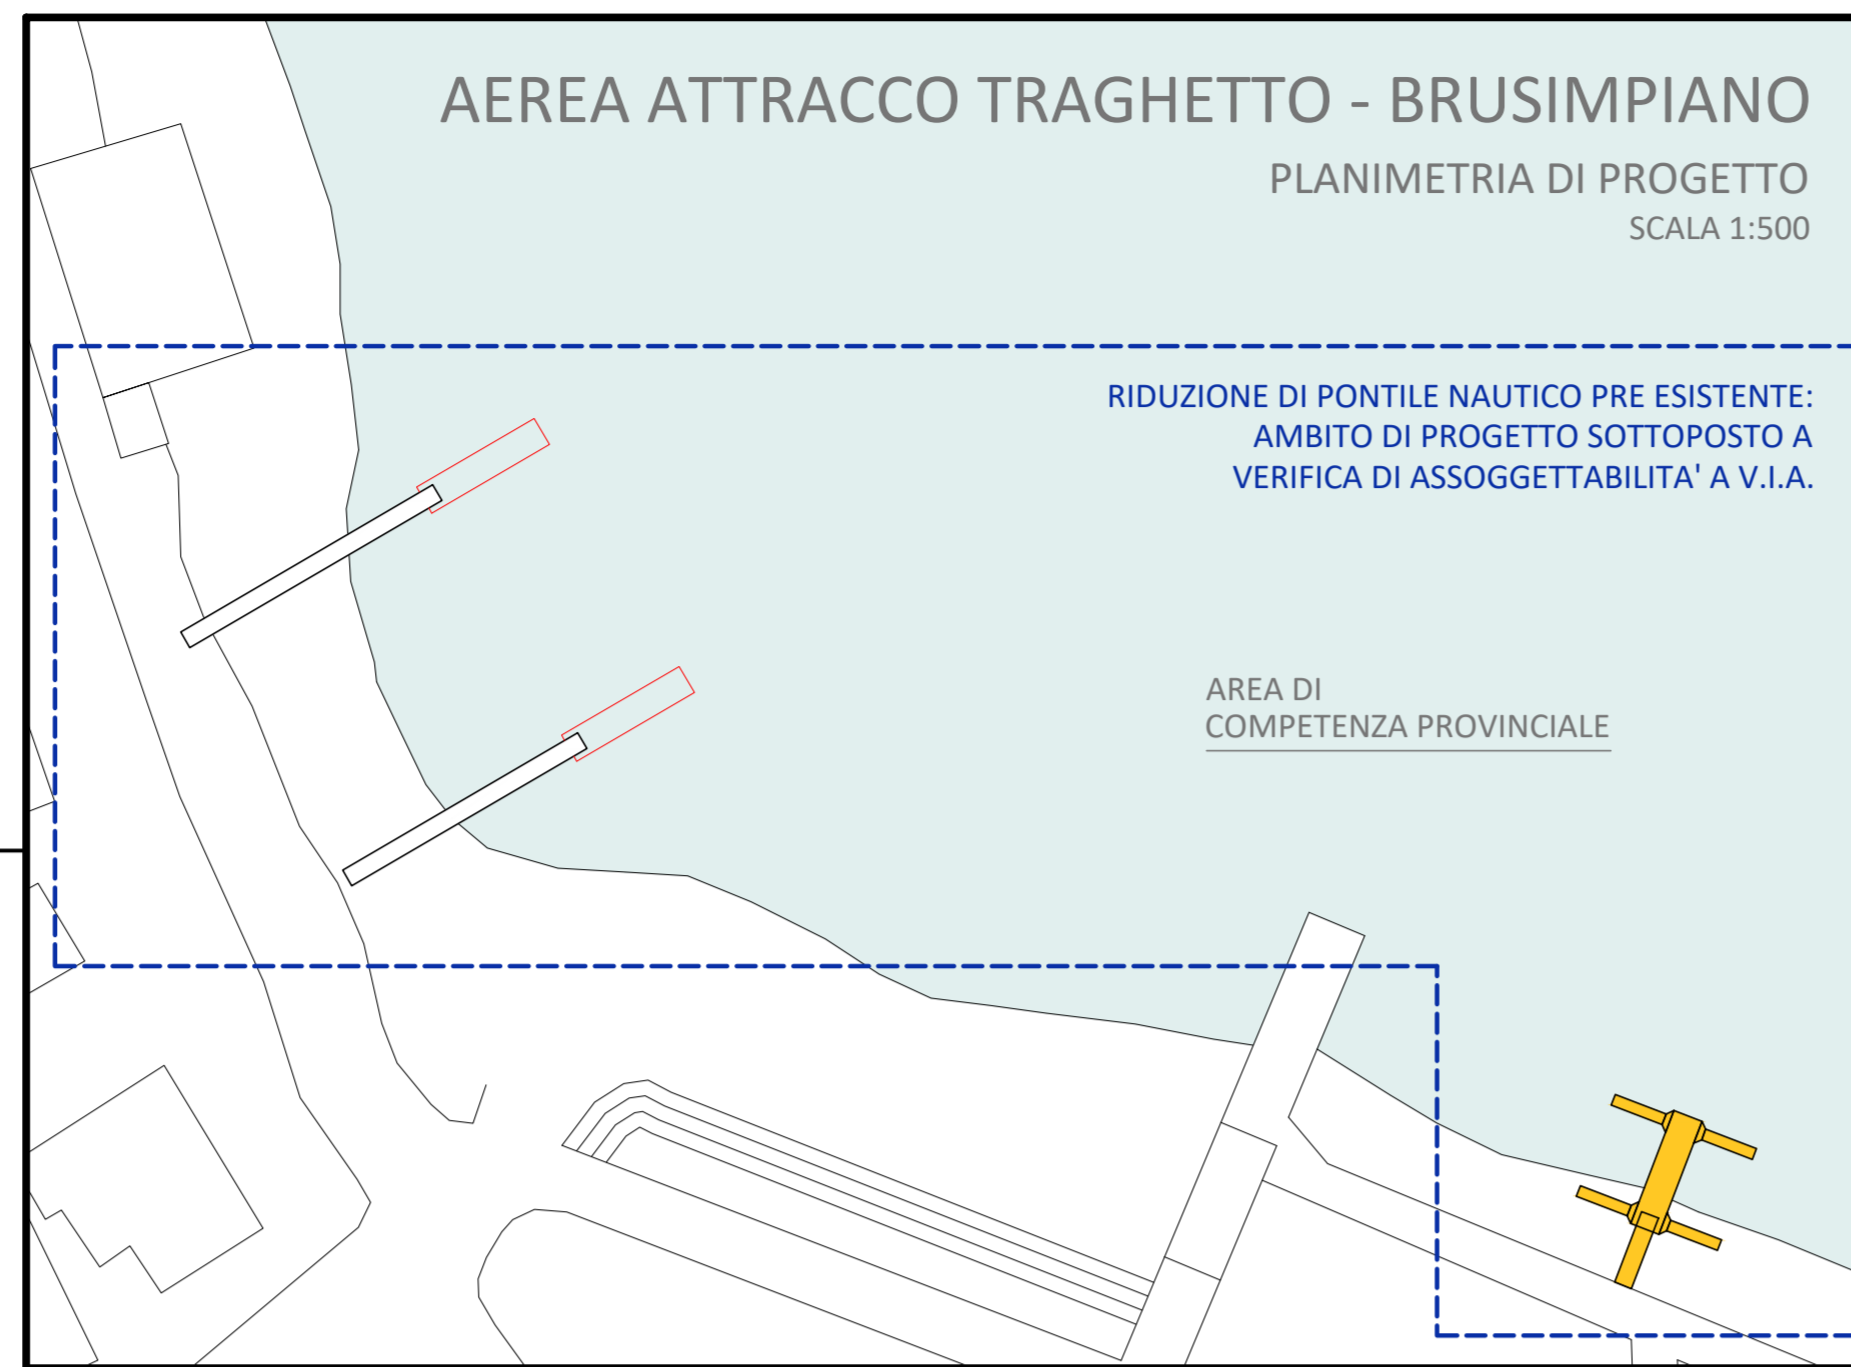 AEREA ATTRACCO TRAGHETTO - BRUSIMPIANO
PLANIMETRIA DI PROGETTO
SCALA 1:500
RIDUZIONE DI PONTILE NAUTICO PRE ESISTENTE:
AMBITO DI PROGETTO SOTTOPOSTO A
VERIFICA DI ASSOGGETTABILITA' A V.I.A.
AREA DI
COMPETENZA PROVINCIALE